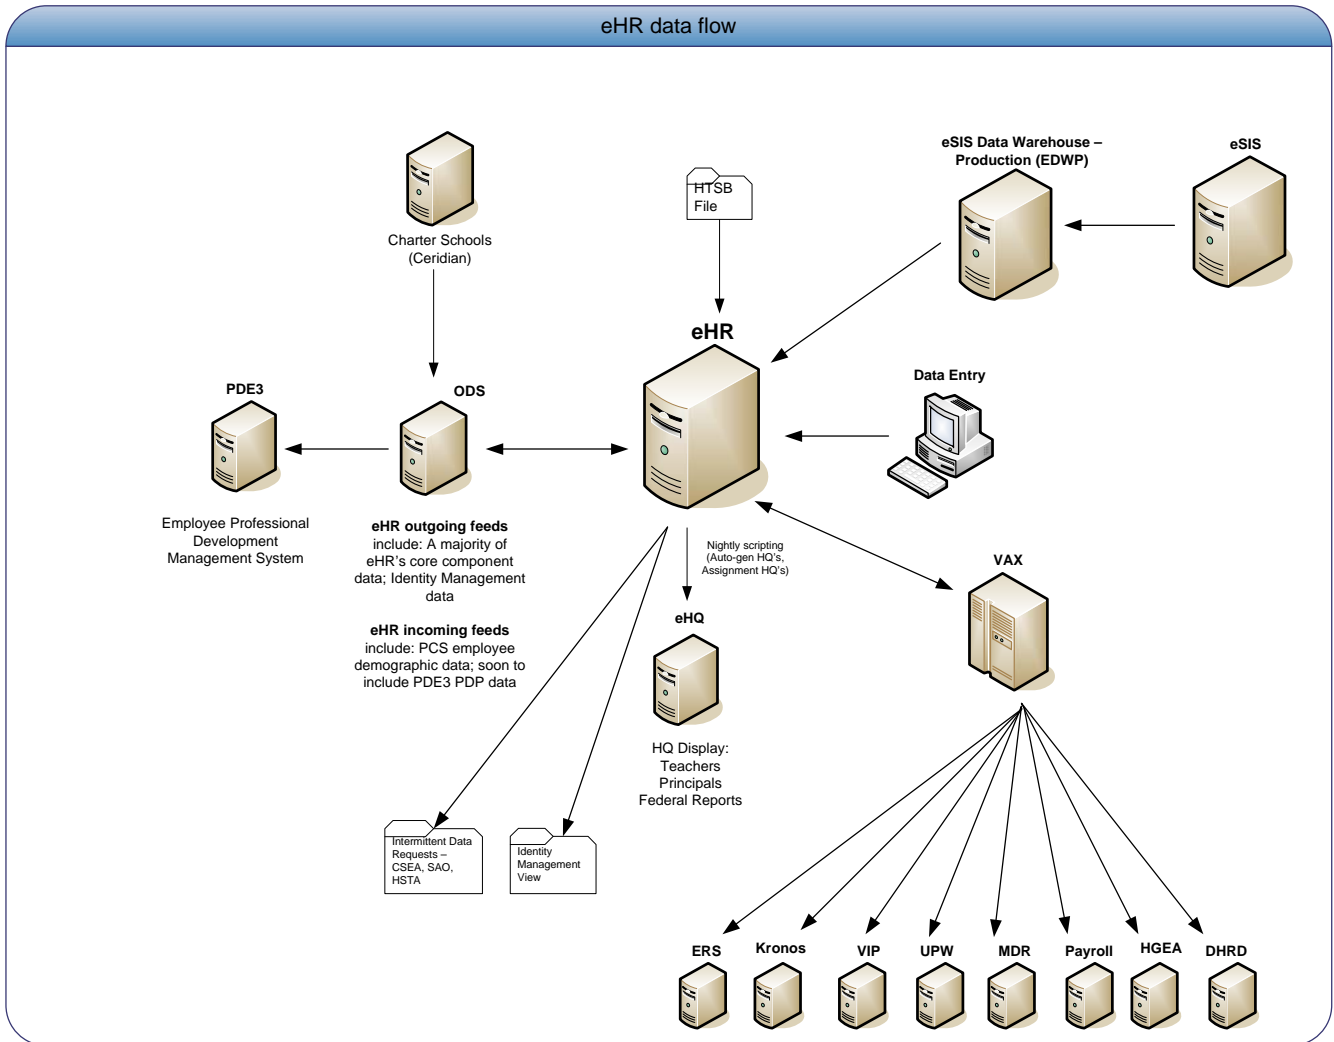 eHR data flow
eSIS Data Warehouse –
Production (EDWP)
eSIS
HTSB
File
Charter Schools
(Ceridian)
eHR
Data Entry
PDE3
ODS
Employee Professional
Development
Management System
eHR outgoing feeds
include: A majority of
eHR's core component
data; Identity Management
data
eHR incoming feeds
include: PCS employee
demographic data; soon to
include PDE3 PDP data
Nightly scripting
(Auto-gen HQ's,
Assignment HQ's)
VAX
eHQ
HQ Display:
Teachers
Principals
Federal Reports
Intermittent Data
Requests –
CSEA, SAO,
HSTA
Identity
Management
View
ERS
Kronos
VIP
UPW
MDR
Payroll
HGEA
DHRD